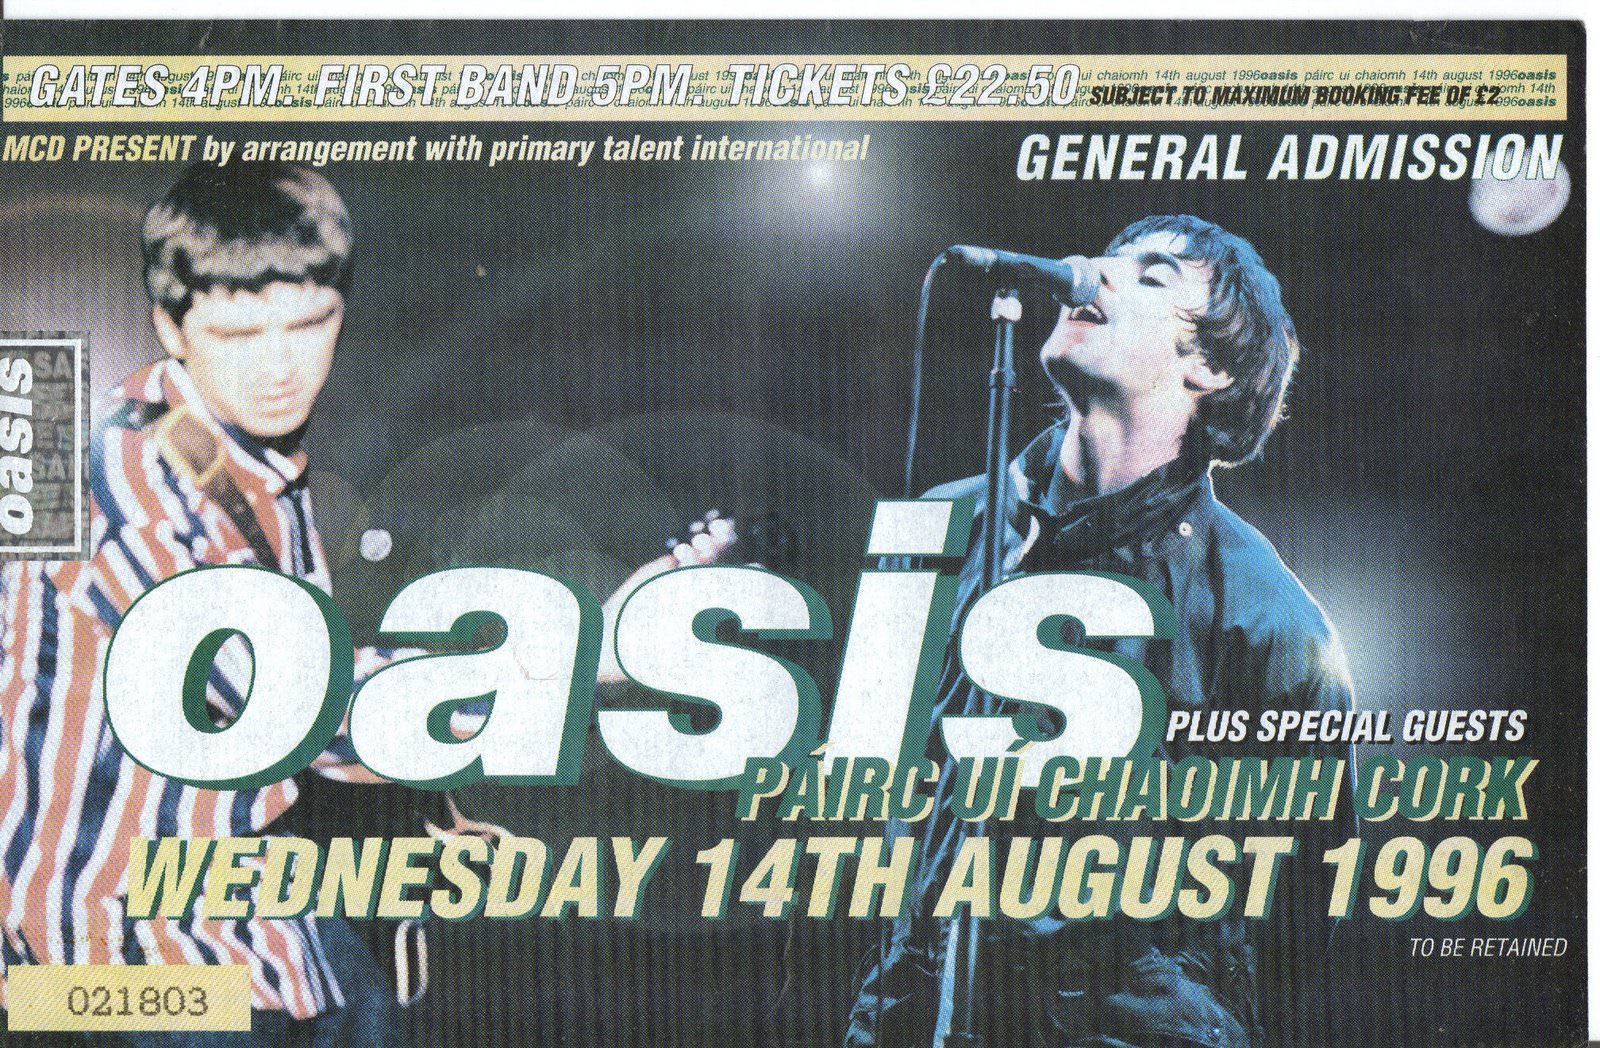 GATES 4PM. FIRST BAND 5PM. TICKETS £22.50 SUBJECT TO MAXIMUM BOOKING FEE OF £2
MCD PRESENT by arrangement with primary talent international
GENERAL ADMISSION
oasis
oasis
PLUS SPECIAL GUESTS
PÁIRC UÍ CHAOIMH CORK
WEDNESDAY 14TH AUGUST 1996
TO BE RETAINED
021803